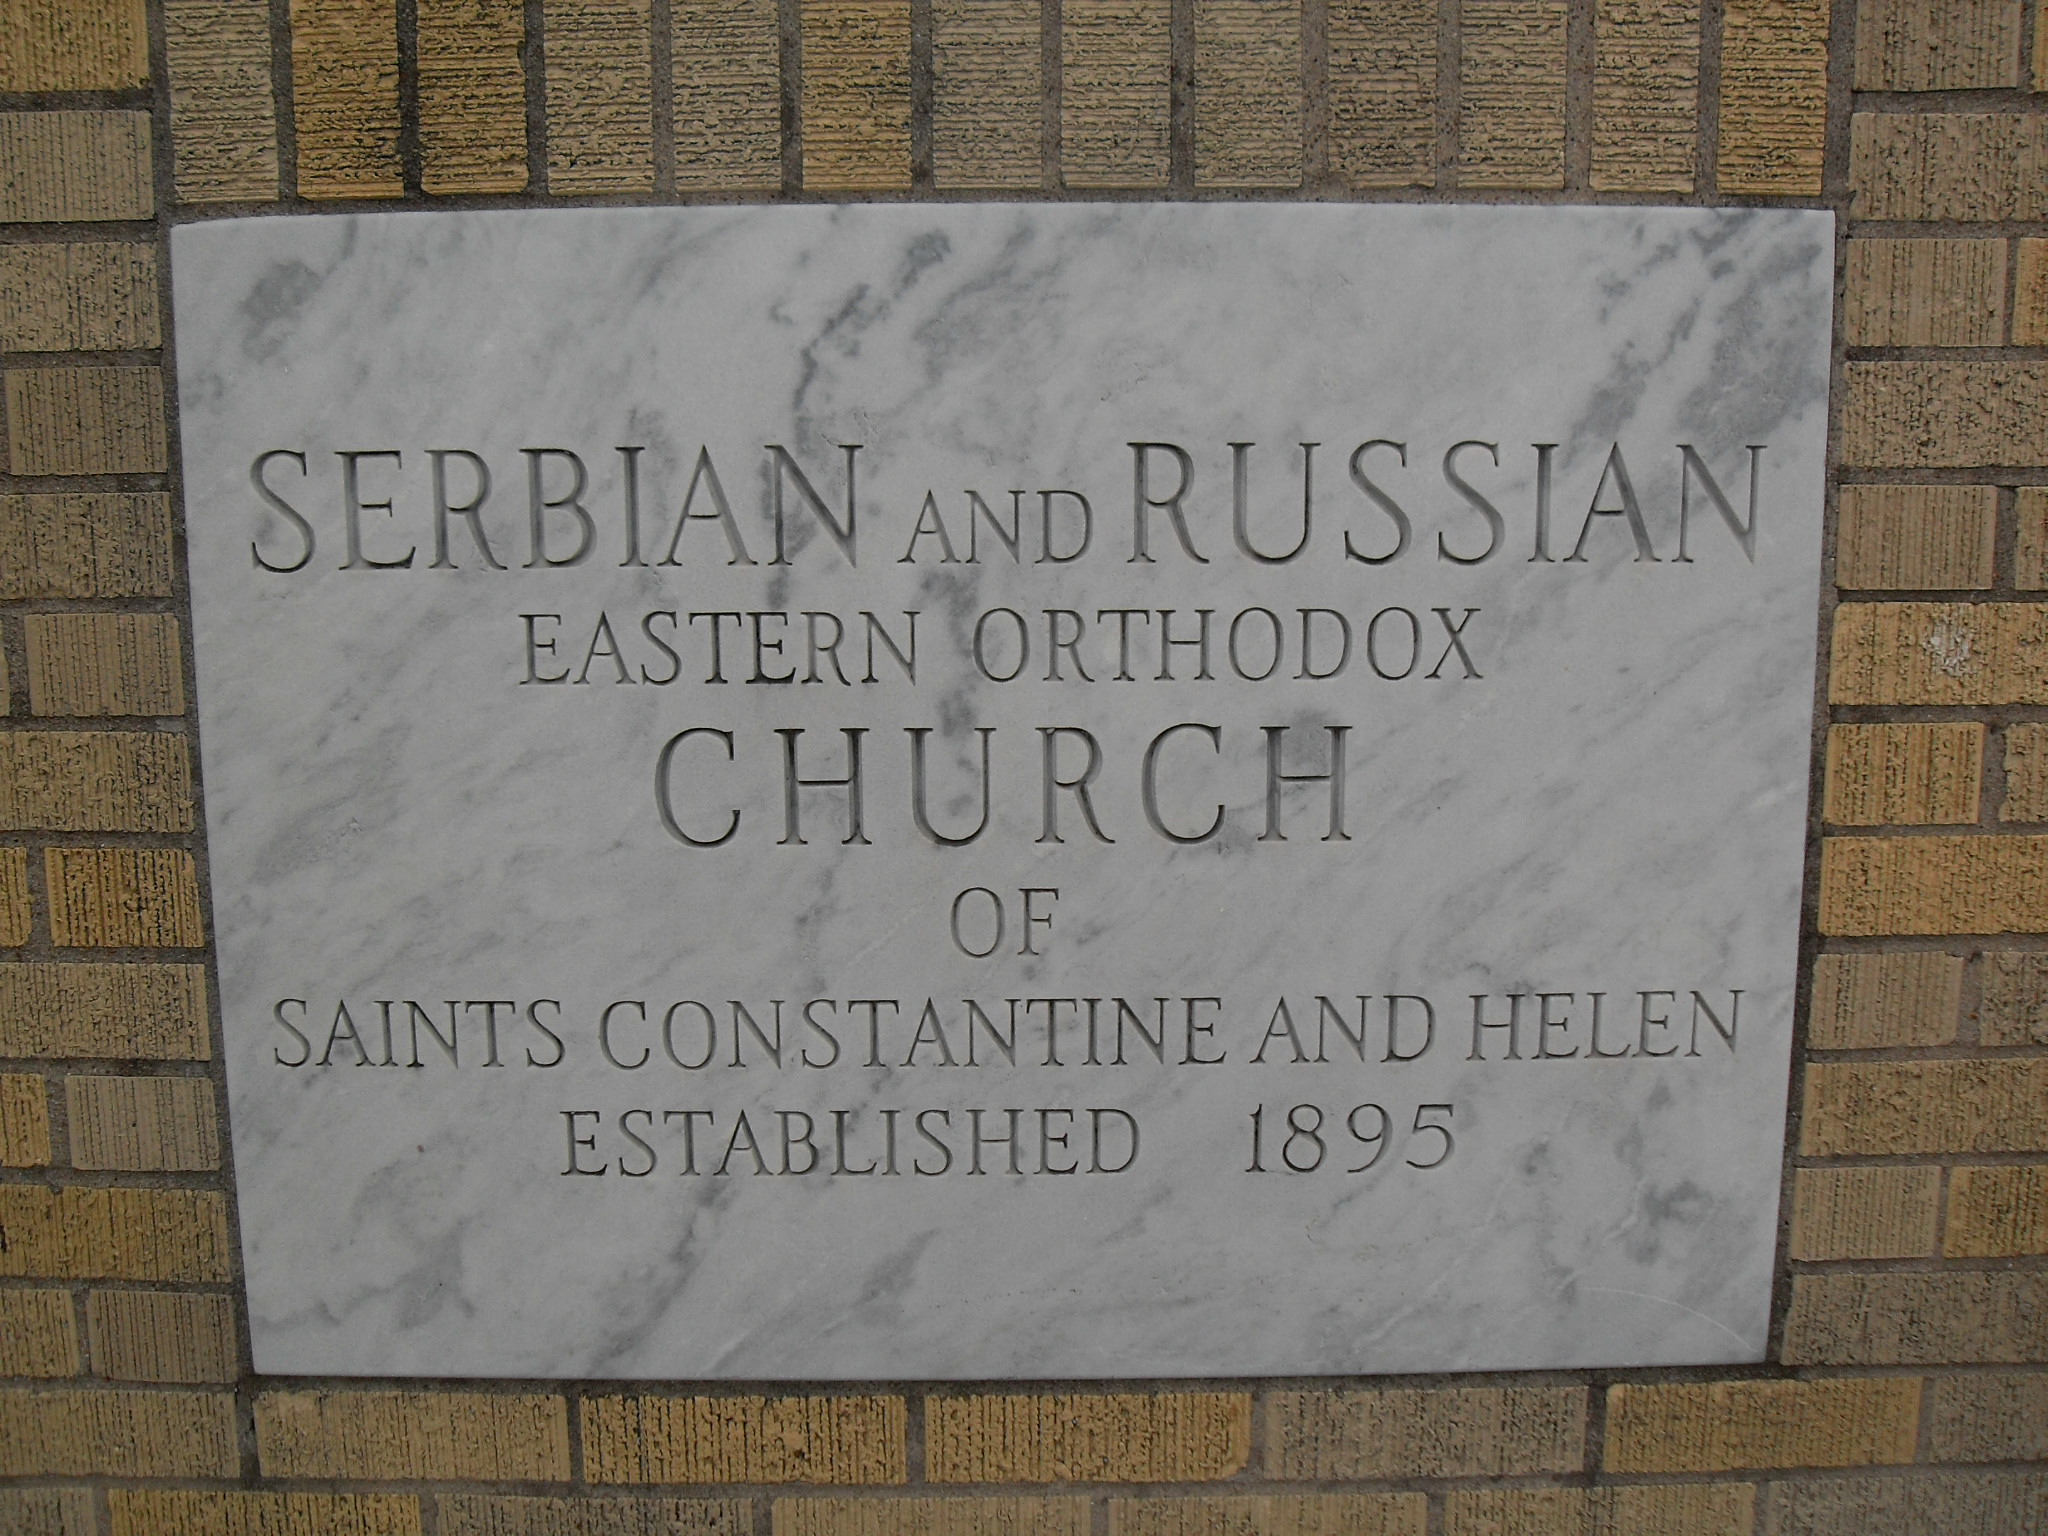 SERBIAN AND RUSSIAN
EASTERN ORTHODOX
CHURCH
OF
SAINTS CONSTANTINE AND HELEN
ESTABLISHED 1895